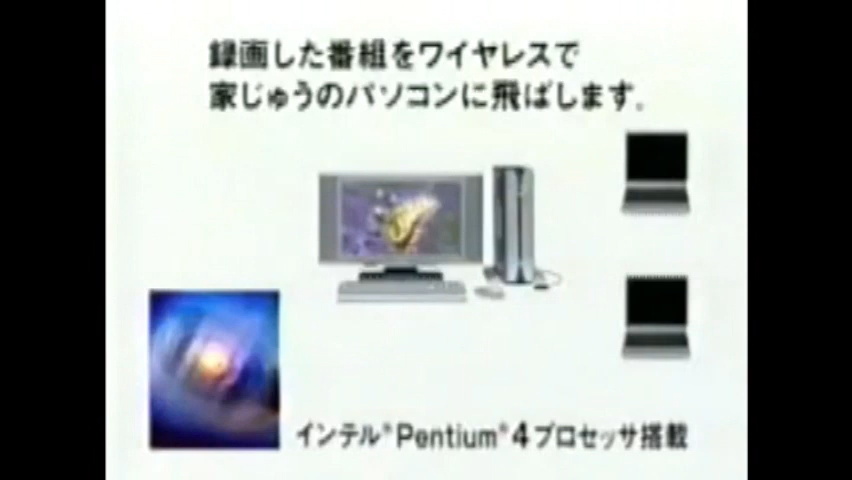 録画した番組をワイヤレスで
家じゅうのパソコンに飛ばします。
インテル®Pentium®4プロセッサ搭載